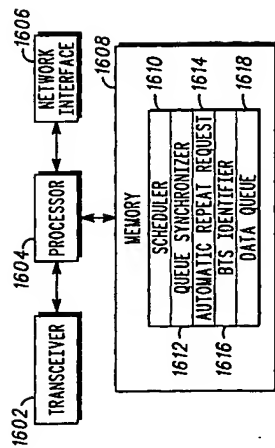 1602
TRANSCEIVER
1604
PROCESSOR
1606
NETWORK
INTERFACE
1608
MEMORY
SCHEDULER
1610
1612
QUEUE SYNCHRONIZER
AUTOMATIC REPEAT REQUEST
1614
1616
BTS IDENTIFIER
DATA QUEUE
1618